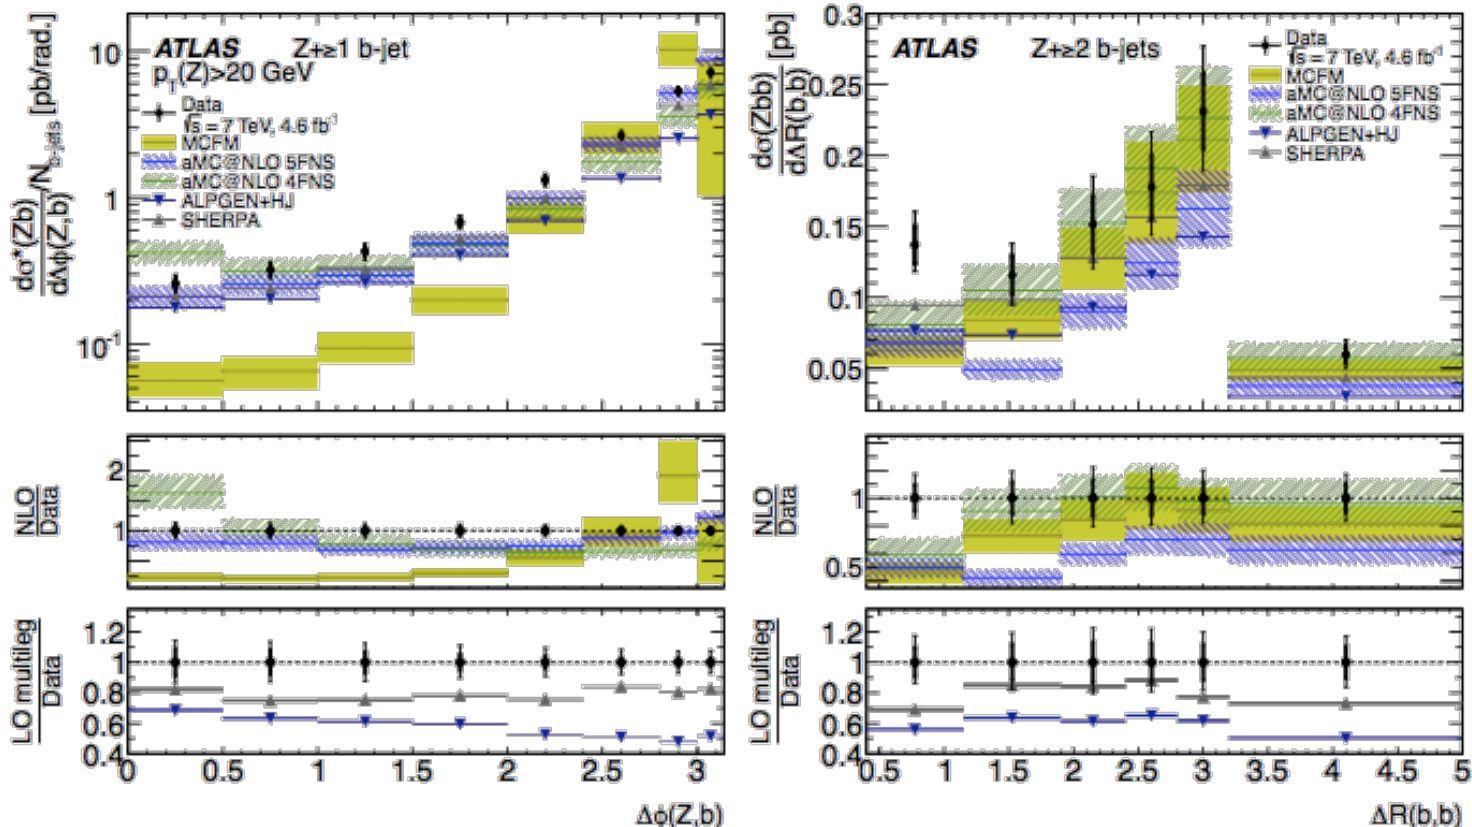 ATLAS Z+≥1 b-jet
p_T(Z)>20 GeV
Data
√s = 7 TeV, 4.6 fb⁻¹
MCFM
aMC@NLO 5FNS
aMC@NLO 4FNS
ALPGEN+HJ
SHERPA
dσ*(Zb)/dΔϕ(Z,b) /N_b-jets [pb/rad.]
10
1
10⁻¹
NLO/Data
2
1
LO multileg/Data
1.2
1
0.8
0.6
0.4
0 0.5 1 1.5 2 2.5 3
Δϕ(Z,b)
ATLAS Z+≥2 b-jets
Data
√s = 7 TeV, 4.6 fb⁻¹
MCFM
aMC@NLO 5FNS
aMC@NLO 4FNS
ALPGEN+HJ
SHERPA
dσ(Zbb)/dΔR(b,b) [pb]
0.3
0.25
0.2
0.15
0.1
0.05
NLO/Data
1
0.5
LO multileg/Data
1.2
1
0.8
0.6
0.4
0.5 1 1.5 2 2.5 3 3.5 4 4.5 5
ΔR(b,b)